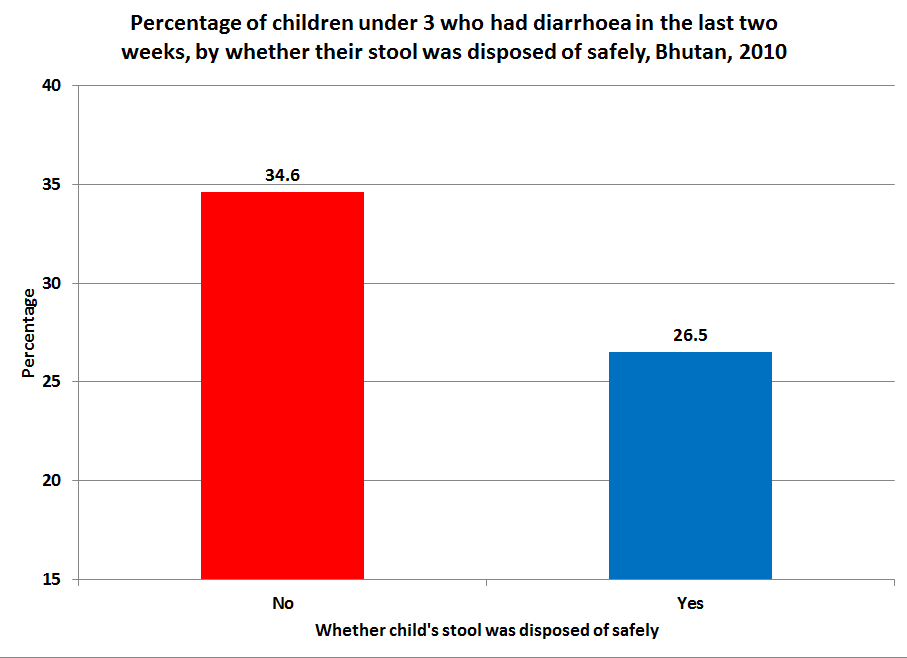 Percentage of children under 3 who had diarrhoea in the last two
weeks, by whether their stool was disposed of safely, Bhutan, 2010
40
35
30
25
20
15
Percentage
34.6
26.5
No
Yes
Whether child's stool was disposed of safely